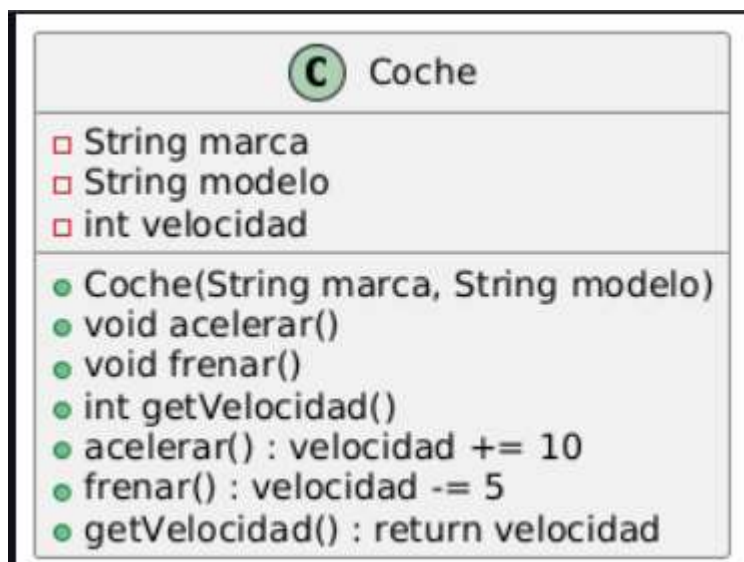 C Coche
String marca
String modelo
int velocidad
Coche(String marca, String modelo)
void acelerar()
void frenar()
int getVelocidad()
acelerar() : velocidad += 10
frenar() : velocidad -= 5
getVelocidad() : return velocidad